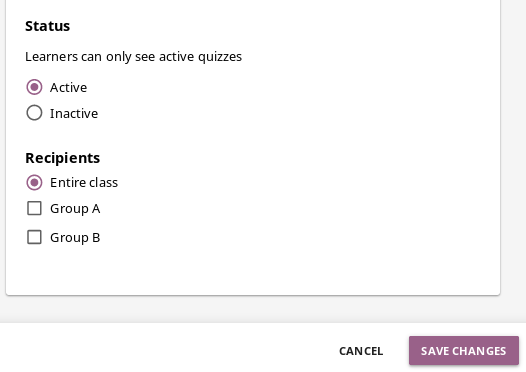 Status
Learners can only see active quizzes
Active
Inactive
Recipients
Entire class
Group A
Group B
CANCEL
SAVE CHANGES